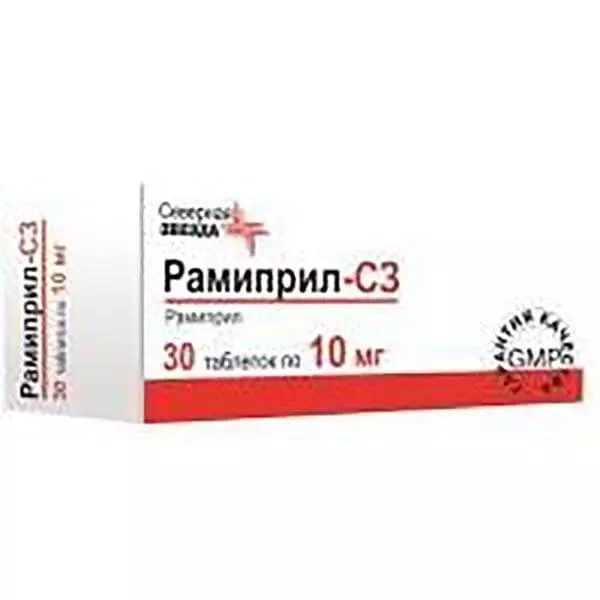 Рамиприл-СЗ
30 таблеток по 10 мг
Северная
ЗВЕЗДА
Рамиприл-СЗ
Рамиприл
30 таблеток по 10 мг
GMP